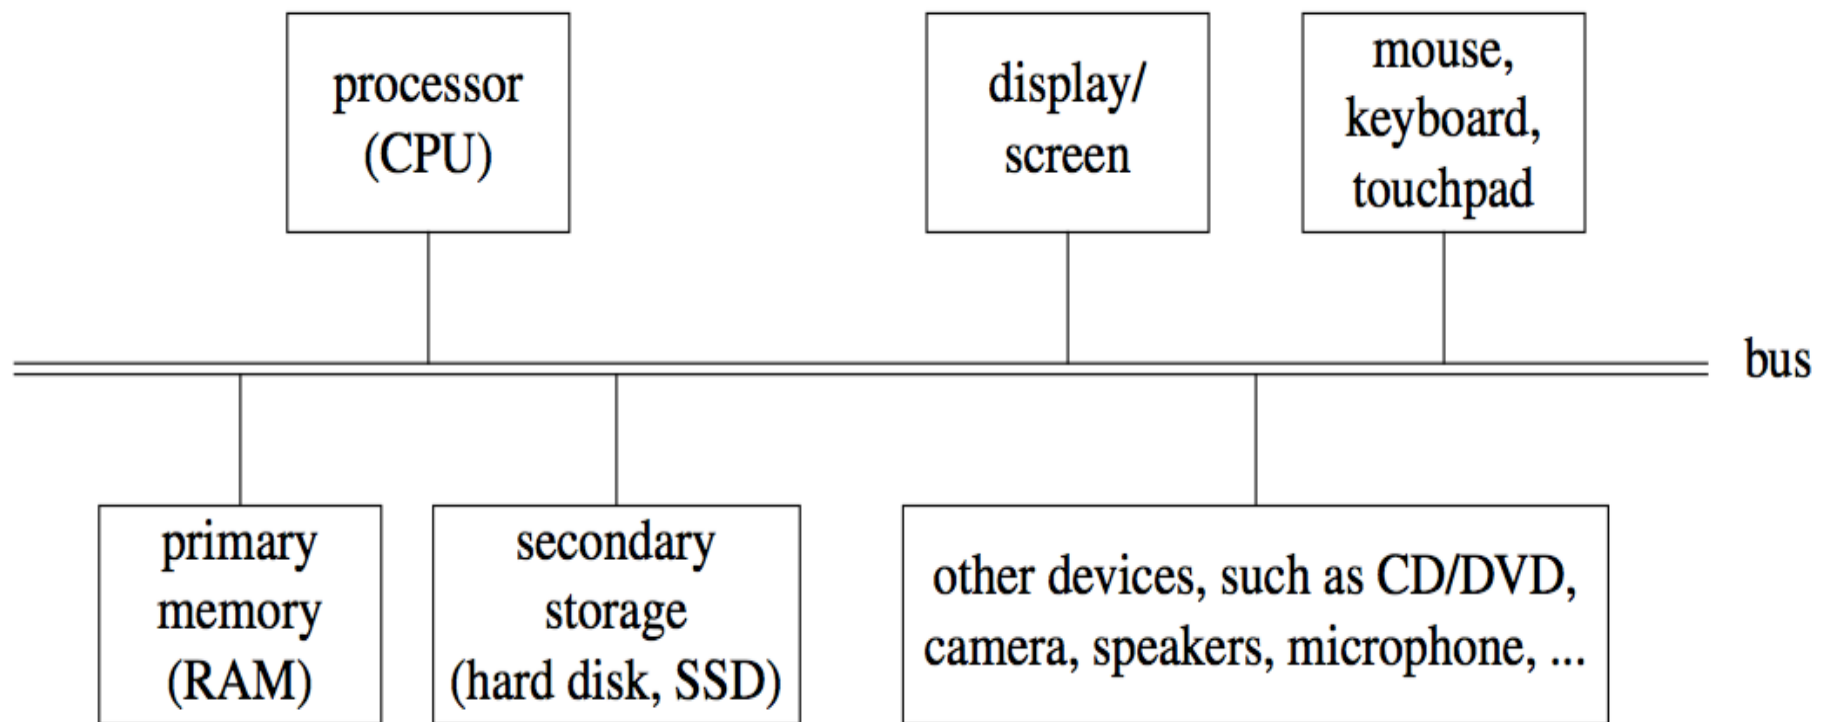 processor
(CPU)
display/
screen
mouse,
keyboard,
touchpad
bus
primary
memory
(RAM)
secondary
storage
(hard disk, SSD)
other devices, such as CD/DVD,
camera, speakers, microphone, ...